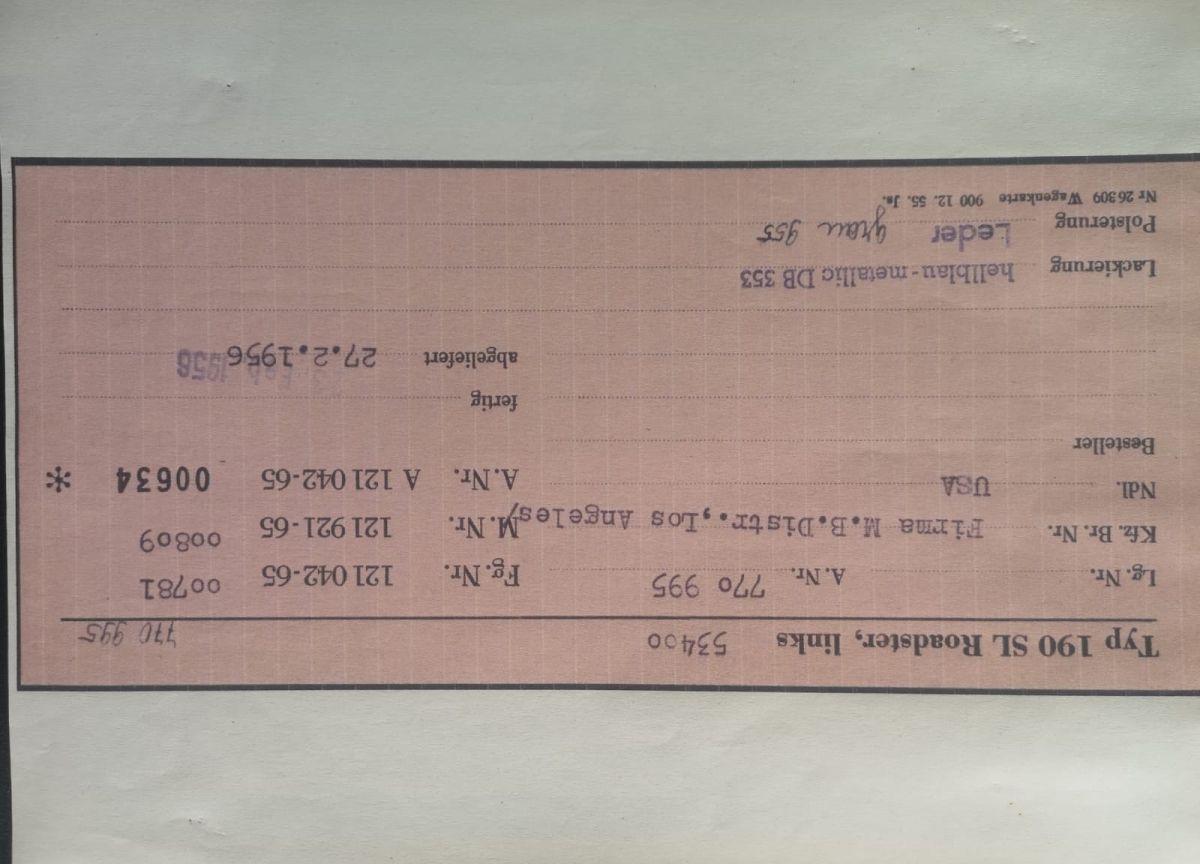 Typ 190 SL Roadster, links 53400 770 995
Lg. Nr. A. Nr. 770 995 Fg. Nr. 121 042-65 00781
Kfz. Br. Nr. Firma M.B.Distr.,Los Angeles/ M. Nr. 121 921-65 00809
Ndl. USA A. Nr. A 121 042-65 00634 *
Besteller
fertig
abgeliefert 27.2.1956 Feb 1956
Lackierung hellblau-metallic DB 353
Polsterung Leder grau 955
Nr 26309 Wagenkarte 900 12. 55. Js.